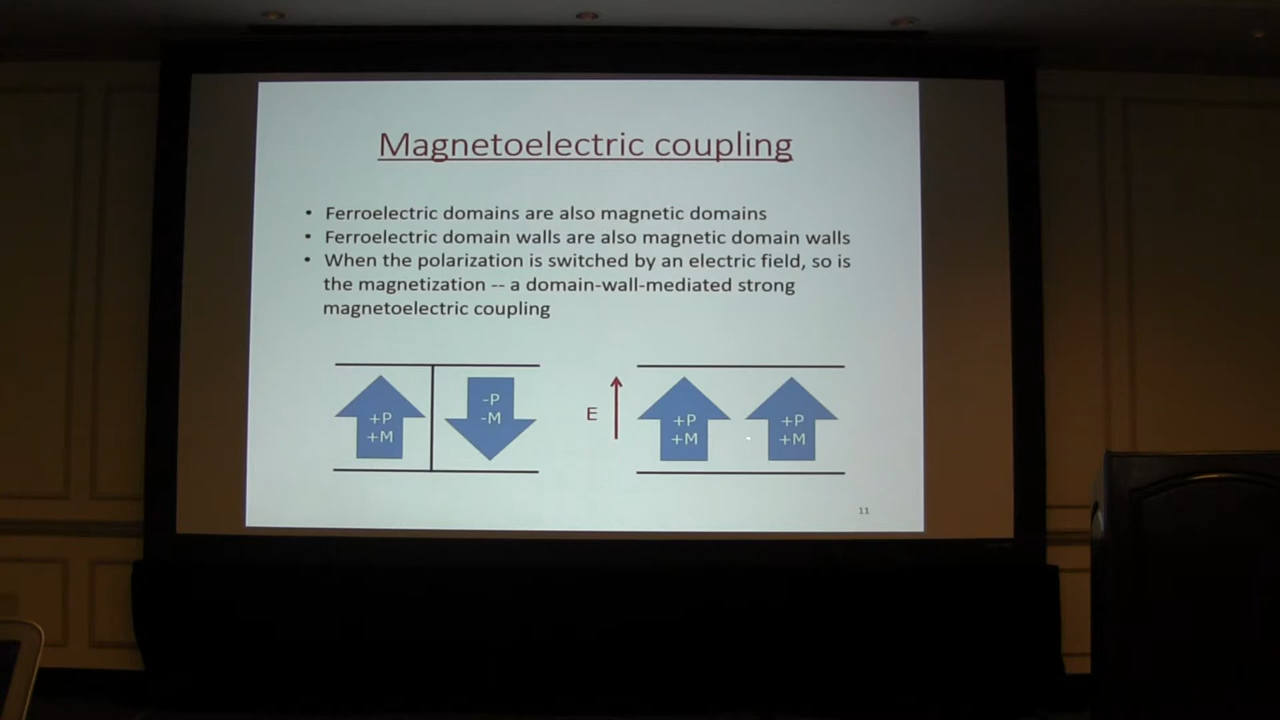 Magnetoelectric coupling
• Ferroelectric domains are also magnetic domains
• Ferroelectric domain walls are also magnetic domain walls
• When the polarization is switched by an electric field, so is
the magnetization -- a domain-wall-mediated strong
magnetoelectric coupling
+P
+M
-P
-M
E
+P
+M
+P
+M
11